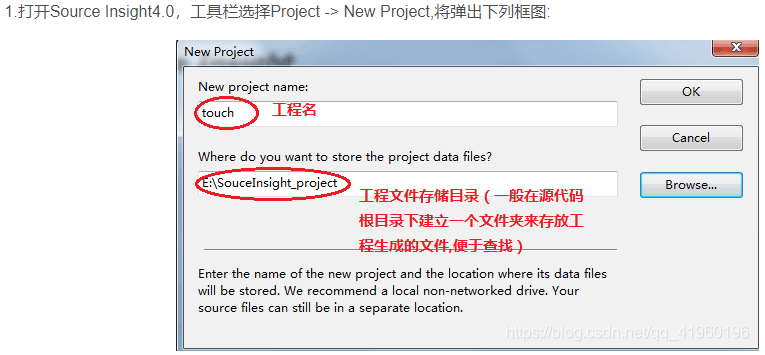 1.打开Source Insight4.0，工具栏选择Project -> New Project,将弹出下列框图:
New Project
New project name:
touch
工程名
OK
Cancel
Where do you want to store the project data files?
E:\SouceInsight_project
Browse...
工程文件存储目录（一般在源代码
根目录下建立一个文件夹来存放工
程生成的文件,便于查找）
Enter the name of the new project and the location where its data files
will be stored. We recommend a local non-networked drive. Your
source files can still be in a separate location.
https://blog.csdn.net/qq_41960196